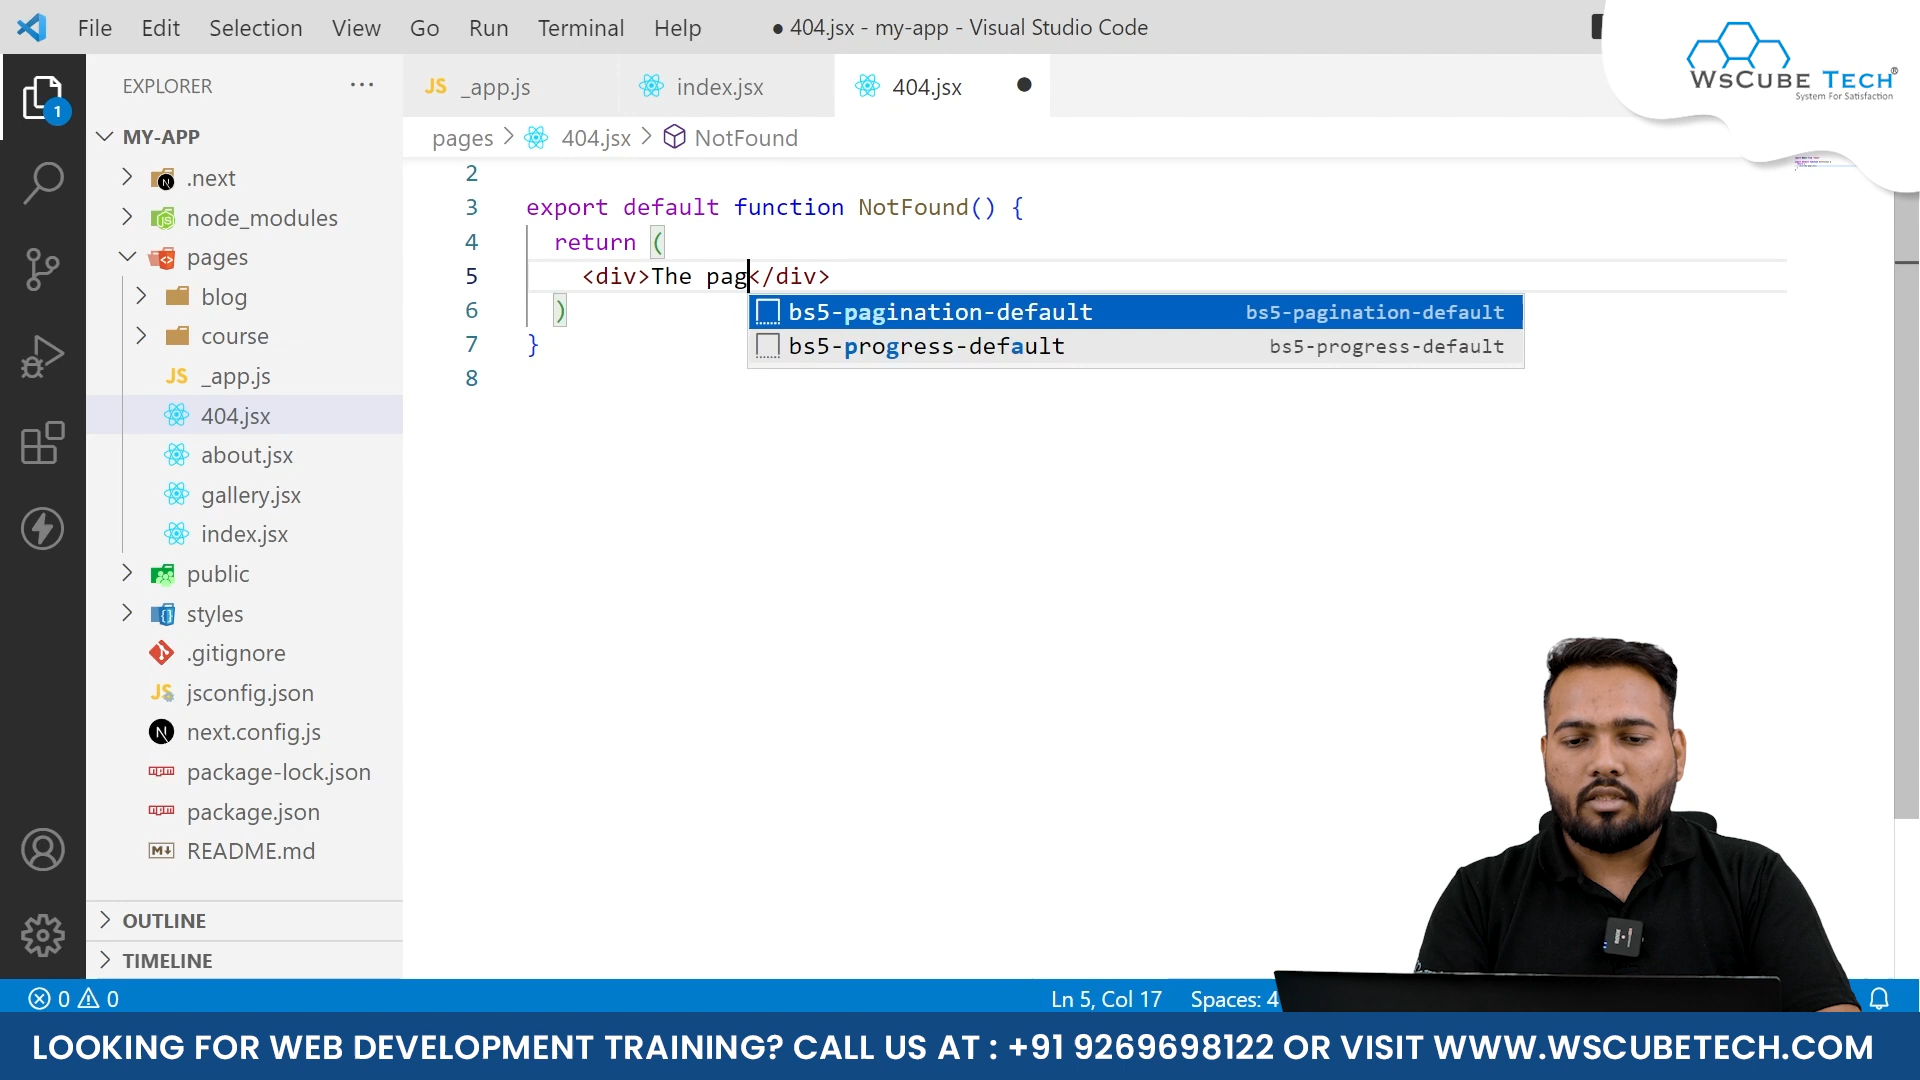 File Edit Selection View Go Run Terminal Help
● 404.jsx - my-app - Visual Studio Code
WSCUBE TECH®
System For Satisfaction
EXPLORER ...
1
JS _app.js
index.jsx
404.jsx ●
MY-APP
pages > 404.jsx > NotFound
.next
node_modules
pages
blog
course
JS _app.js
404.jsx
about.jsx
gallery.jsx
index.jsx
public
styles
.gitignore
JS jsconfig.json
N next.config.js
package-lock.json
package.json
M↓ README.md
OUTLINE
TIMELINE
2
3 export default function NotFound() {
4 return (
5 <div>The pag</div>
6 )
7 }
8
bs5-pagination-default bs5-pagination-default
bs5-progress-default bs5-progress-default
0 0
Ln 5, Col 17 Spaces: 4
LOOKING FOR WEB DEVELOPMENT TRAINING? CALL US AT : +91 9269698122 OR VISIT WWW.WSCUBETECH.COM